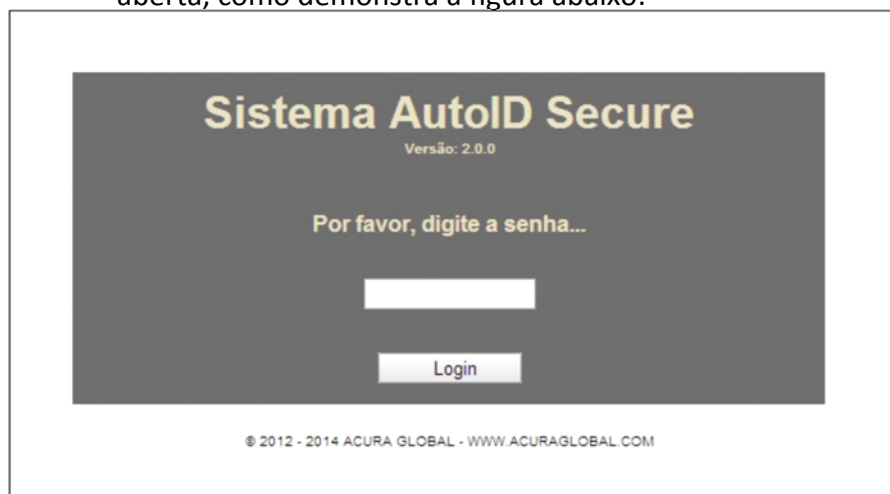 aberta, como demonstra a figura abaixo:
Sistema AutoID Secure
Versão: 2.0.0
Por favor, digite a senha...
Login
© 2012 - 2014 ACURA GLOBAL - WWW.ACURAGLOBAL.COM